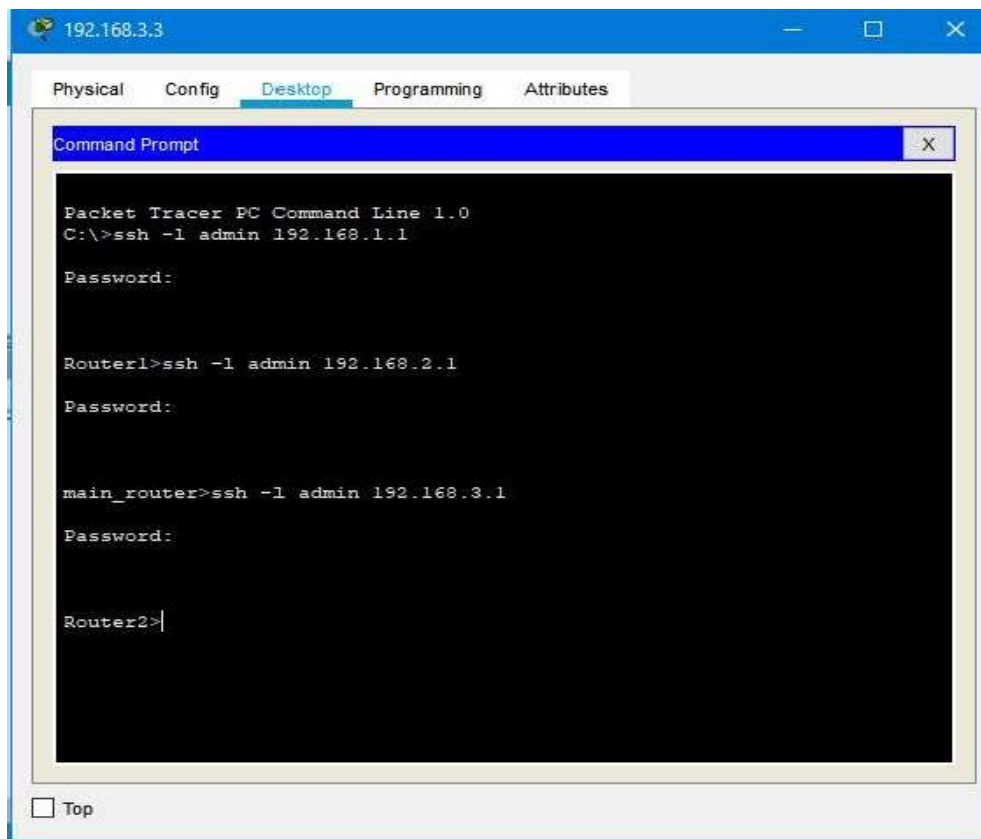 192.168.3.3
Physical Config Desktop Programming Attributes
Command Prompt X
Packet Tracer PC Command Line 1.0
C:\>ssh -l admin 192.168.1.1
Password:
Router1>ssh -l admin 192.168.2.1
Password:
main_router>ssh -l admin 192.168.3.1
Password:
Router2>
Top